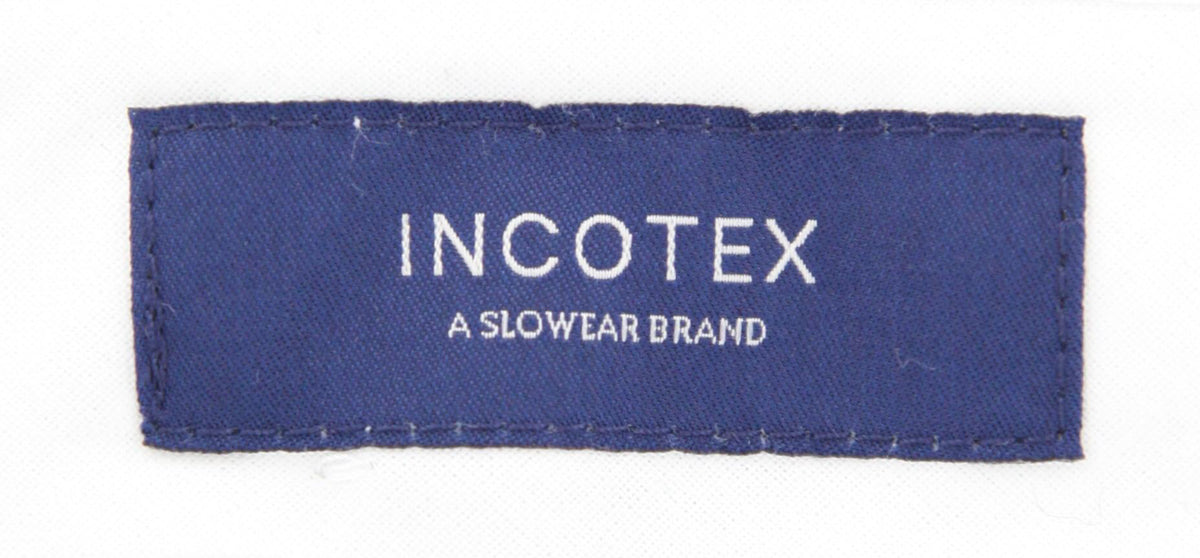 INCOTEX
A SLOWEAR BRAND